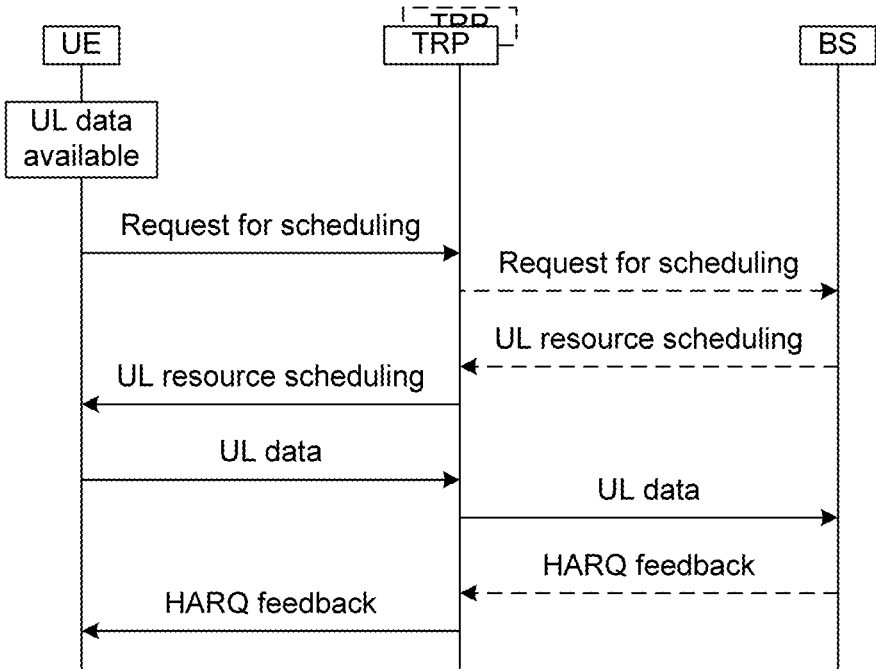 TRP
UE
TRP
BS
UL data
available
Request for scheduling
Request for scheduling
UL resource scheduling
UL resource scheduling
UL data
UL data
HARQ feedback
HARQ feedback